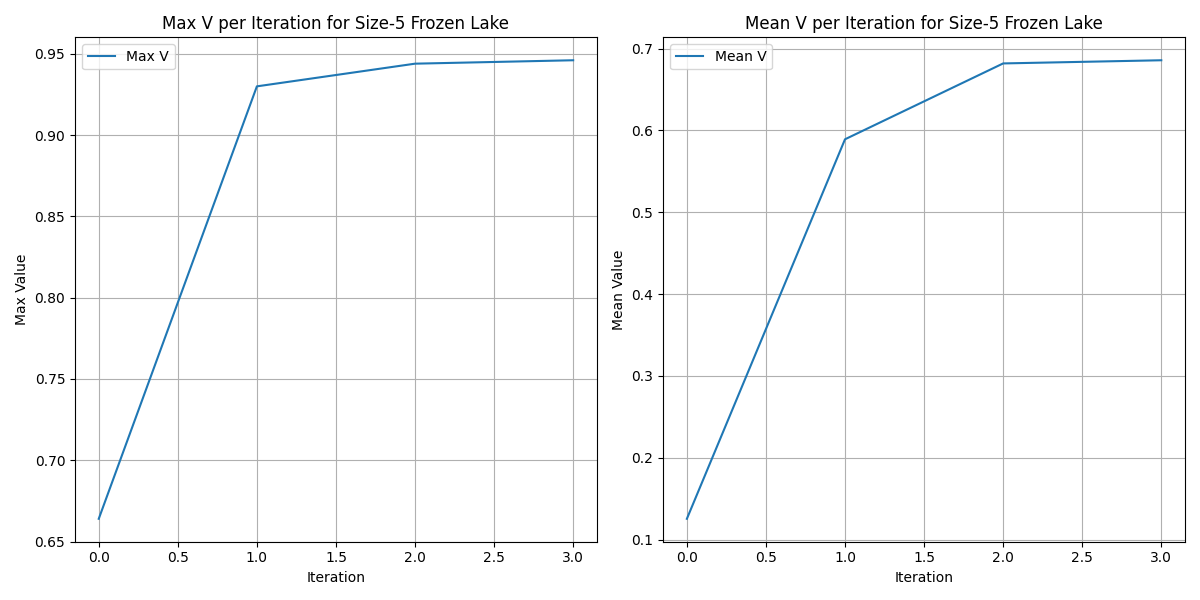 Max V per Iteration for Size-5 Frozen Lake
Max V
0.95
0.90
0.85
0.80
0.75
0.70
0.65
Max Value
0.0 0.5 1.0 1.5 2.0 2.5 3.0
Iteration
Mean V per Iteration for Size-5 Frozen Lake
Mean V
0.7
0.6
0.5
0.4
0.3
0.2
0.1
Mean Value
0.0 0.5 1.0 1.5 2.0 2.5 3.0
Iteration